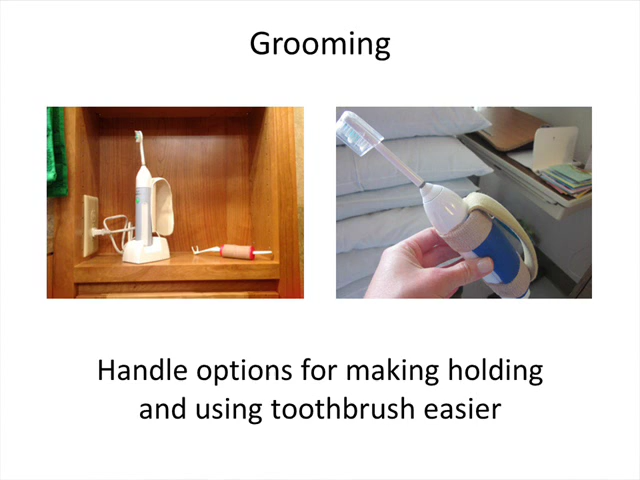 Grooming
Handle options for making holding
and using toothbrush easier